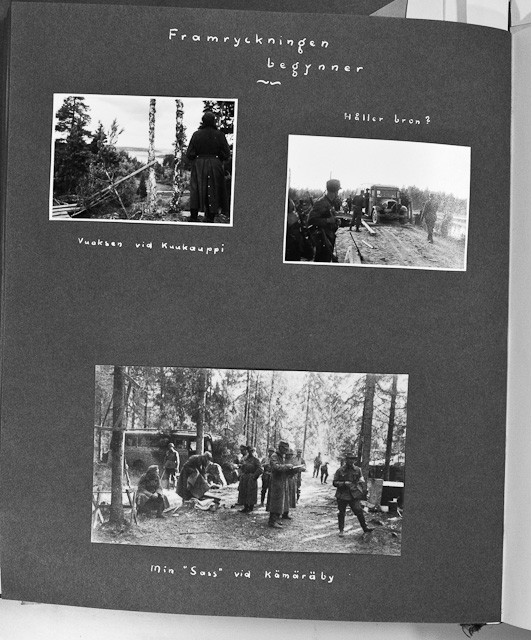 Framryckningen
begynner
Håller bron?
Vuoksen vid Kuukauppi
Min "Sass" vid Kämäräby